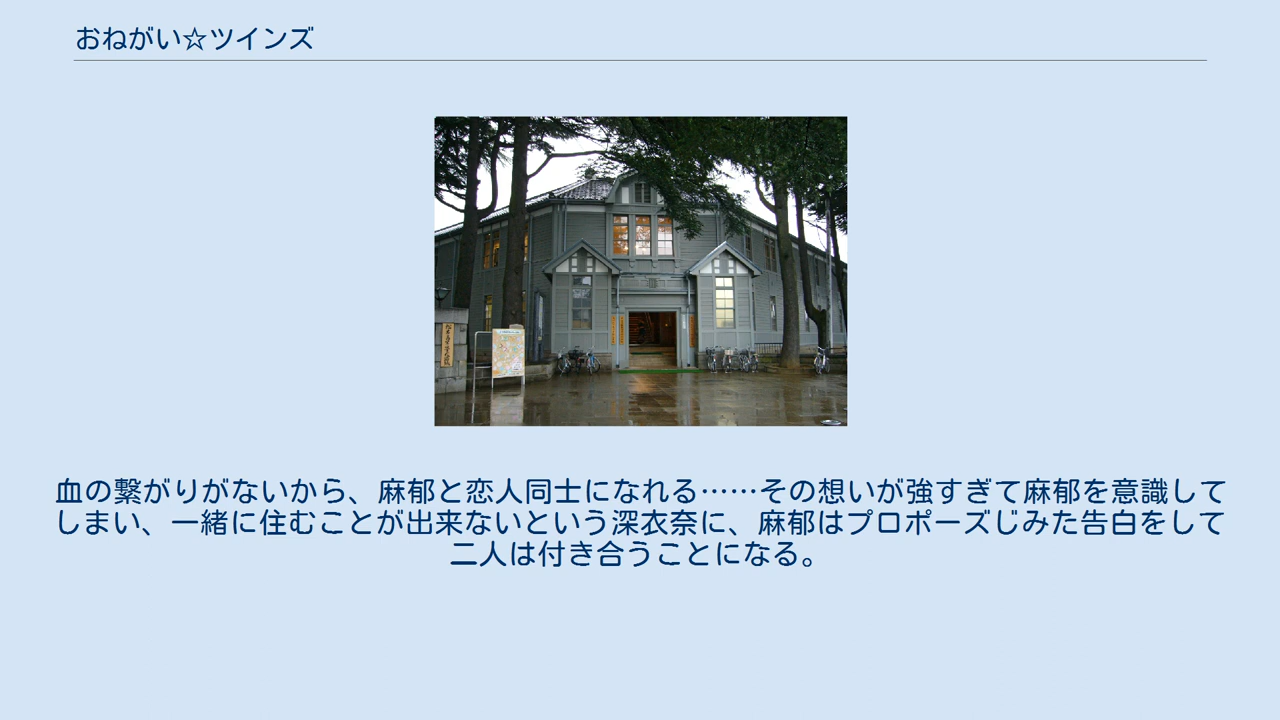 おねがい☆ツインズ
血の繋がりがないから、麻郁と恋人同士になれる……その想いが強すぎて麻郁を意識して
しまい、一緒に住むことが出来ないという深衣奈に、麻郁はプロポーズじみた告白をして
二人は付き合うことになる。